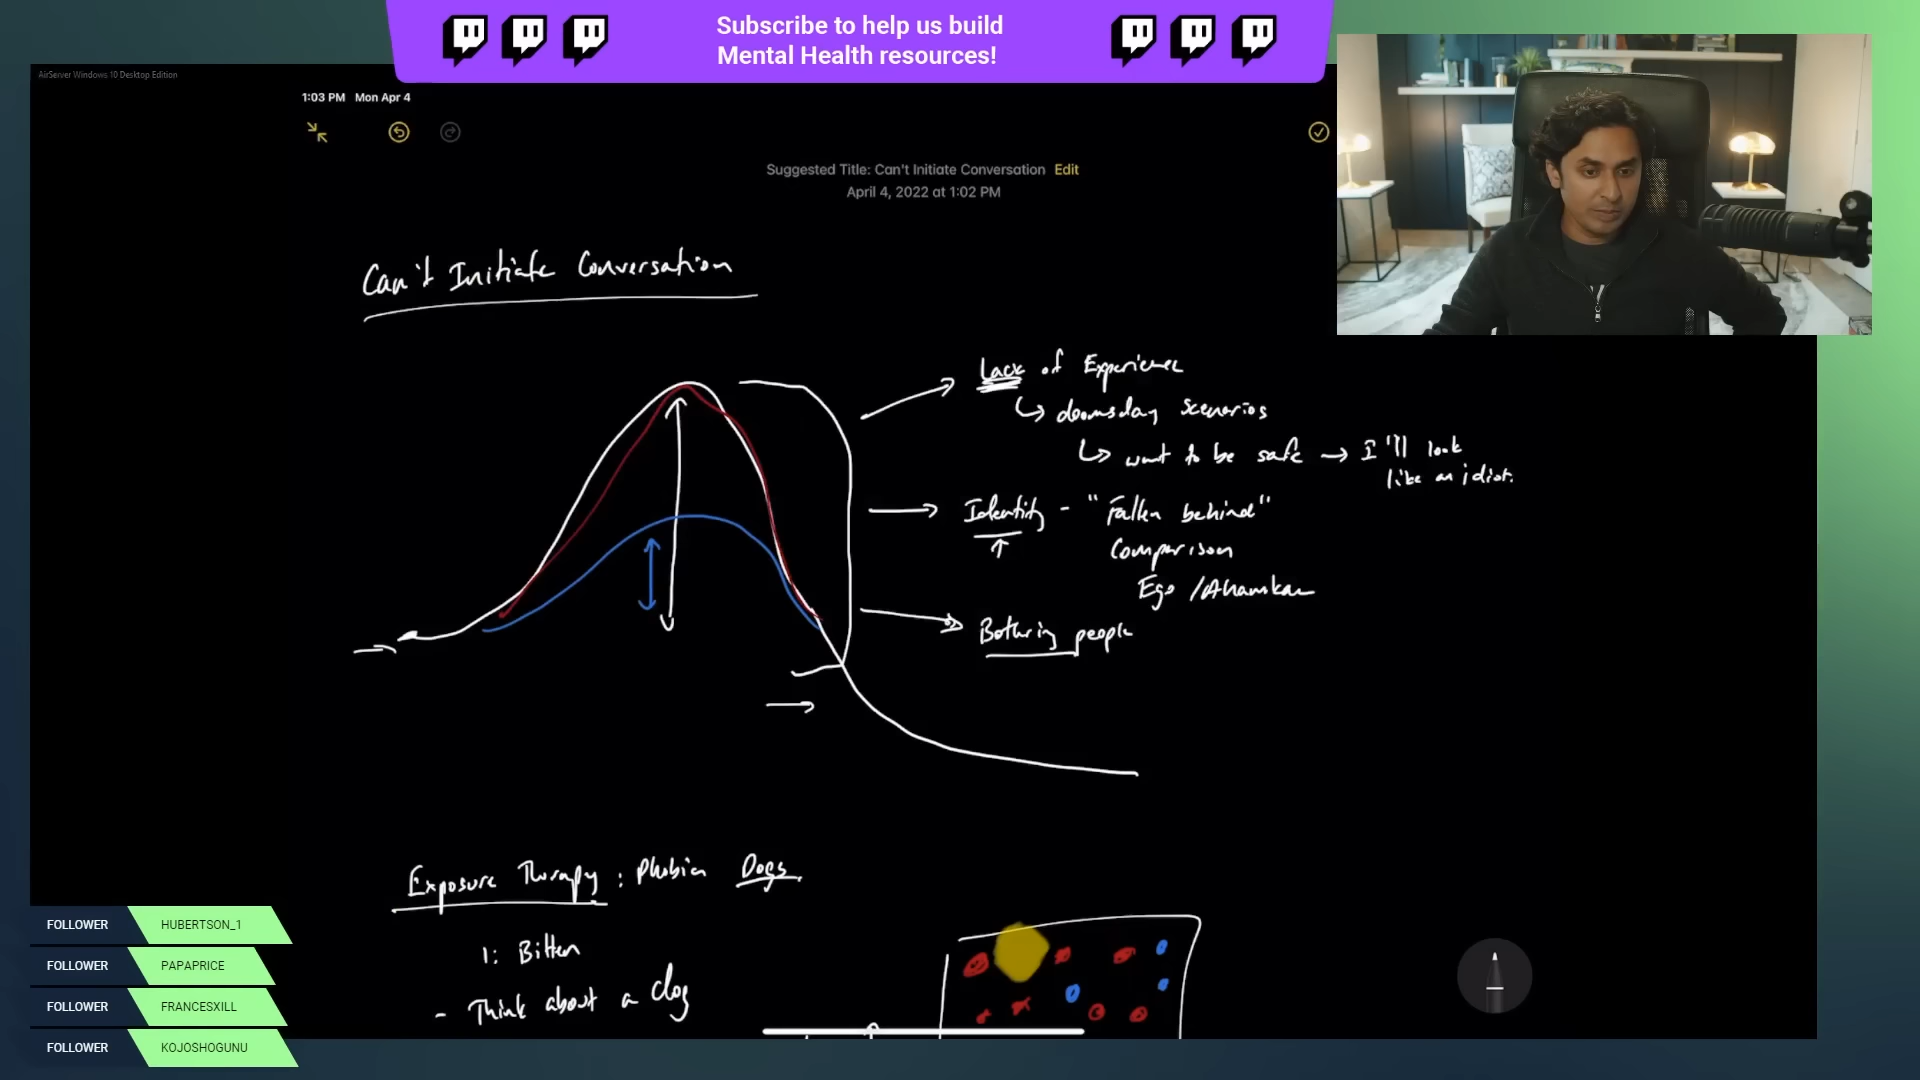 Subscribe to help us build
Mental Health resources!
AirServer Windows 10 Desktop Edition
1:03 PM Mon Apr 4
Suggested Title: Can't Initiate Conversation Edit
April 4, 2022 at 1:02 PM
Can't Initiate Conversation
Lack of Experience
doomsday scenarios
want to be safe → I'll look
like an idiot.
Identity - "Fallen behind"
Comparison
Ego /Ahamkar
Bothering people
Exposure Therapy : Phobia Dogs
1: Bitten
- Think about a dog
FOLLOWER HUBERTSON_1
FOLLOWER PAPAPRICE
FOLLOWER FRANCESXILL
FOLLOWER KOJOSHOGUNU